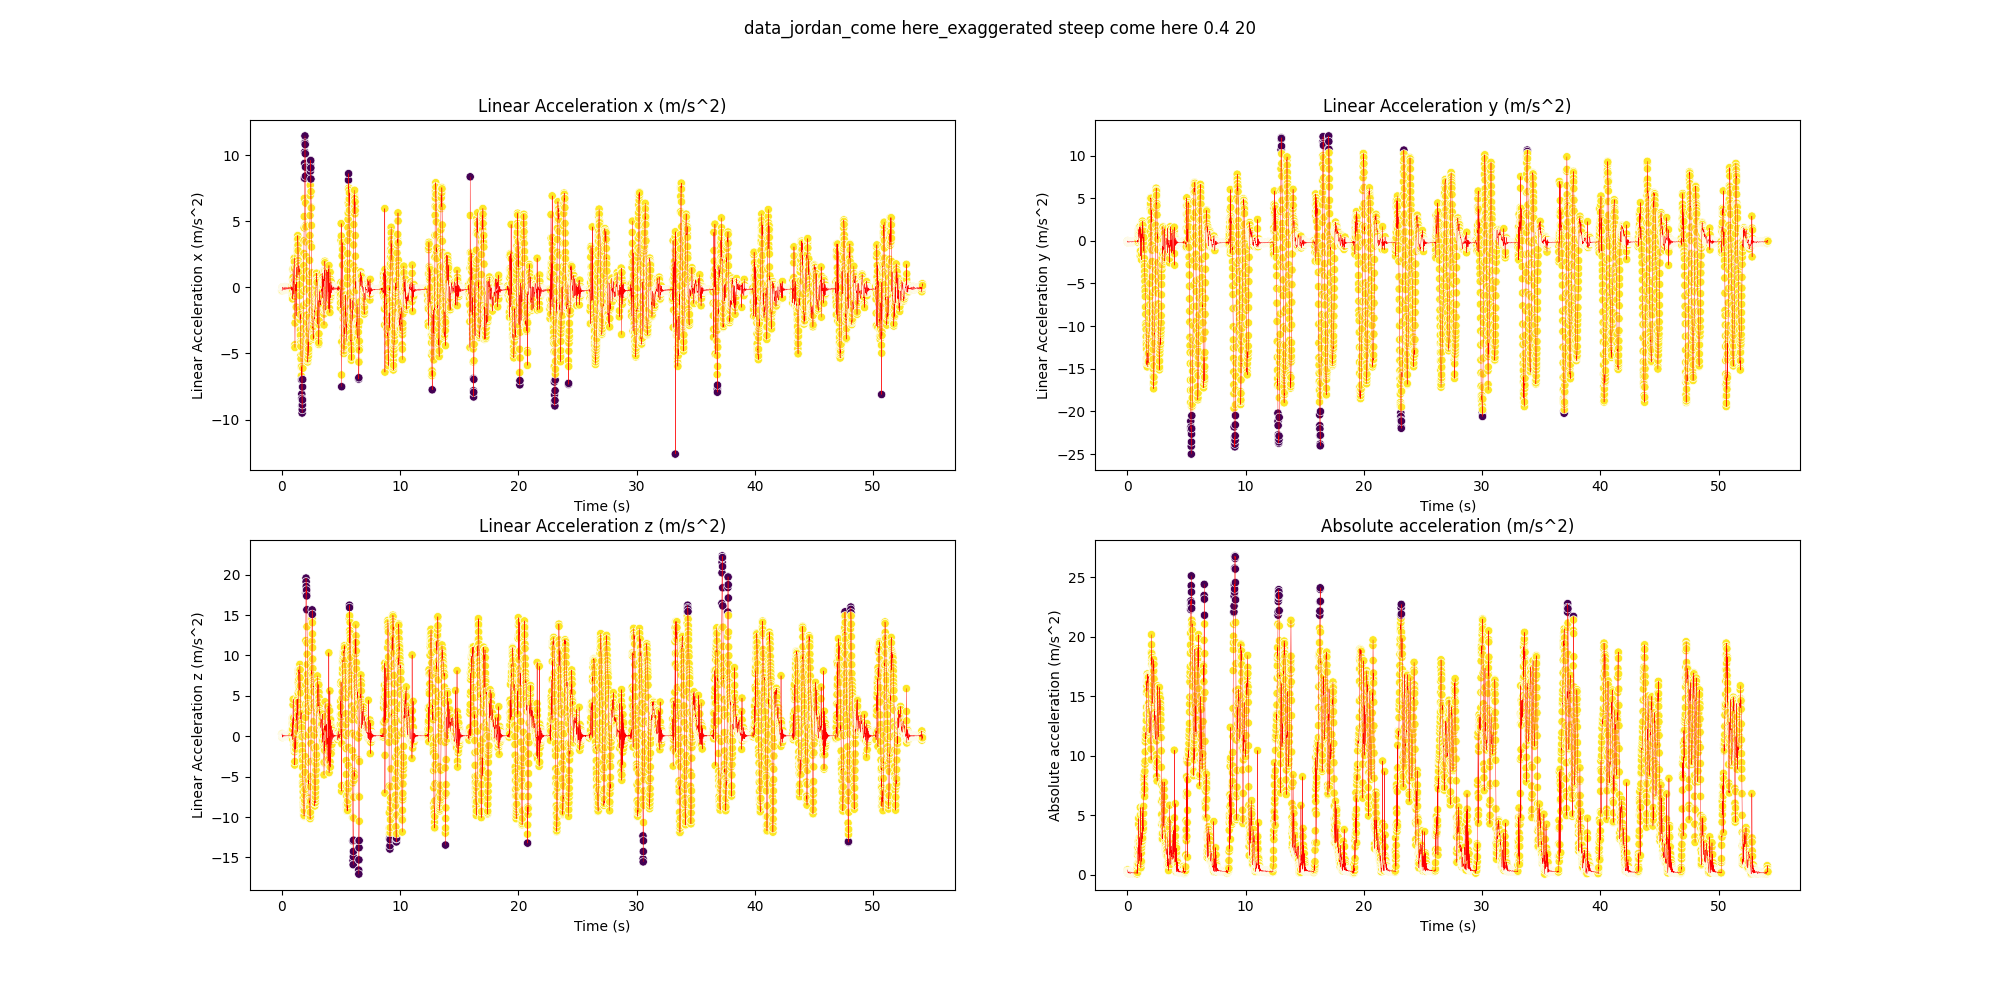 data_jordan_come here_exaggerated steep come here 0.4 20
Linear Acceleration x (m/s^2)
Linear Acceleration x (m/s^2)
10
5
0
−5
−10
0 10 20 30 40 50
Time (s)
Linear Acceleration y (m/s^2)
Linear Acceleration y (m/s^2)
10
5
0
−5
−10
−15
−20
−25
0 10 20 30 40 50
Time (s)
Linear Acceleration z (m/s^2)
Linear Acceleration z (m/s^2)
20
15
10
5
0
−5
−10
−15
0 10 20 30 40 50
Time (s)
Absolute acceleration (m/s^2)
Absolute acceleration (m/s^2)
25
20
15
10
5
0
0 10 20 30 40 50
Time (s)